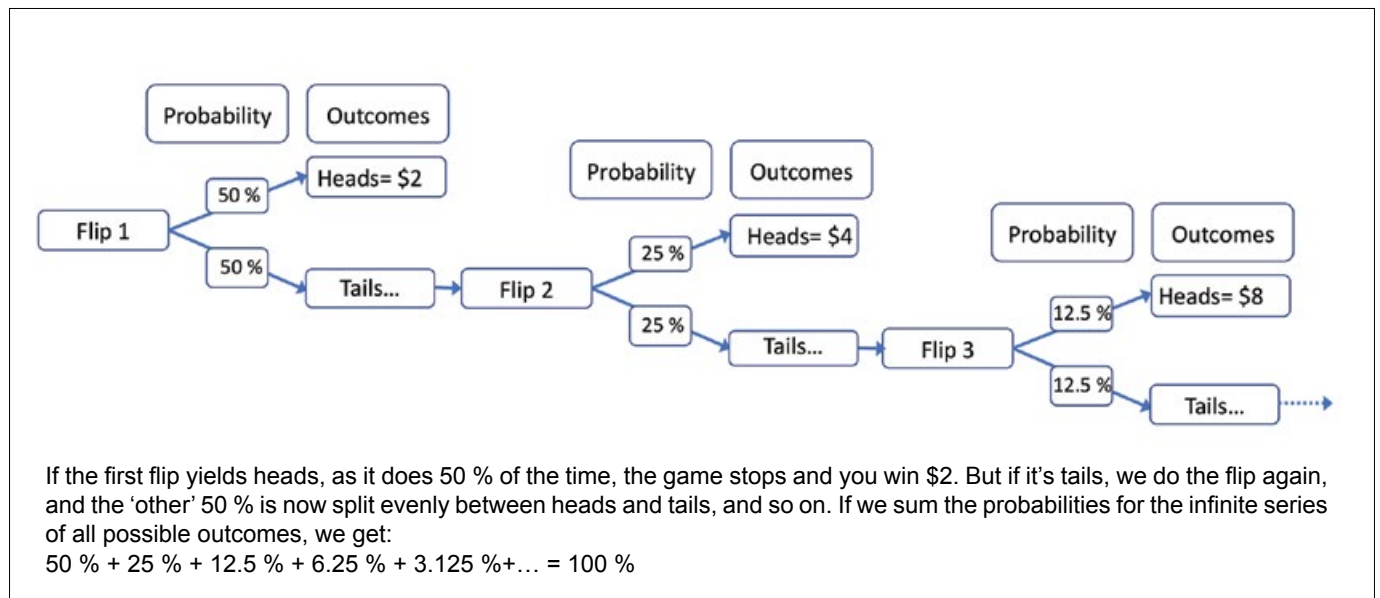 Probability
Outcomes
Heads= $2
50 %
Flip 1
50 %
Tails...
Probability
Outcomes
Heads= $4
25 %
Flip 2
25 %
Tails...
Probability
Outcomes
Heads= $8
12.5 %
Flip 3
12.5 %
Tails...
If the first flip yields heads, as it does 50 % of the time, the game stops and you win $2. But if it’s tails, we do the flip again,
and the ‘other’ 50 % is now split evenly between heads and tails, and so on. If we sum the probabilities for the infinite series
of all possible outcomes, we get:
50 % + 25 % + 12.5 % + 6.25 % + 3.125 %+… = 100 %